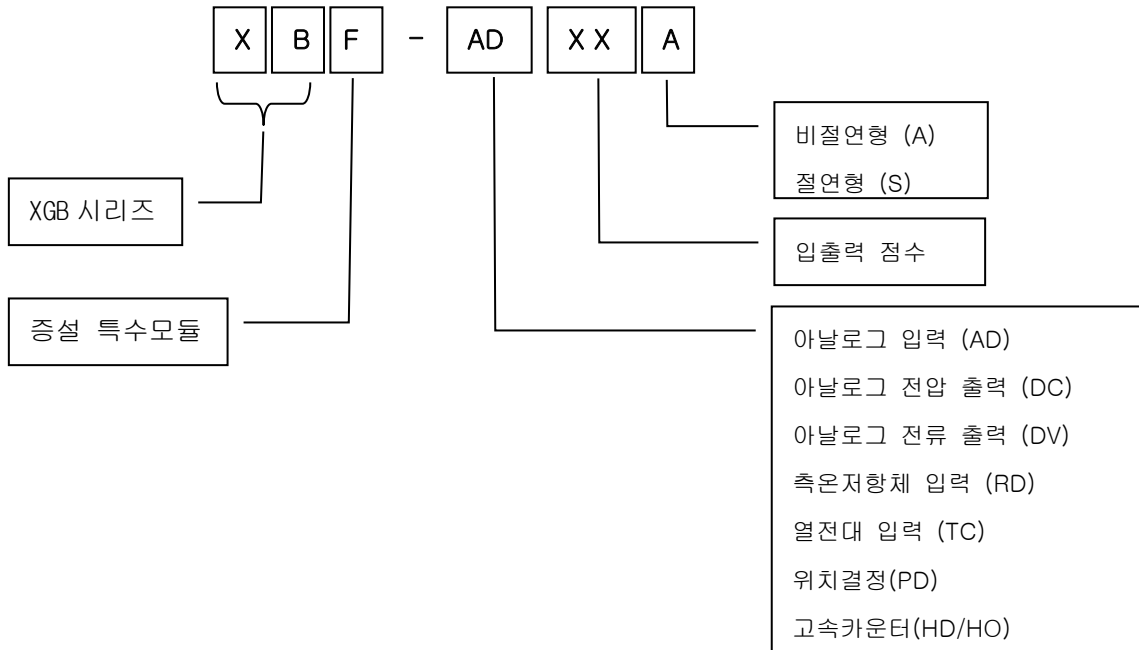 X B F - AD X X A
비절연형 (A)
절연형 (S)
XGB 시리즈
입출력 점수
증설 특수모듈
아날로그 입력 (AD)
아날로그 전압 출력 (DC)
아날로그 전류 출력 (DV)
측온저항체 입력 (RD)
열전대 입력 (TC)
위치결정(PD)
고속카운터(HD/HO)